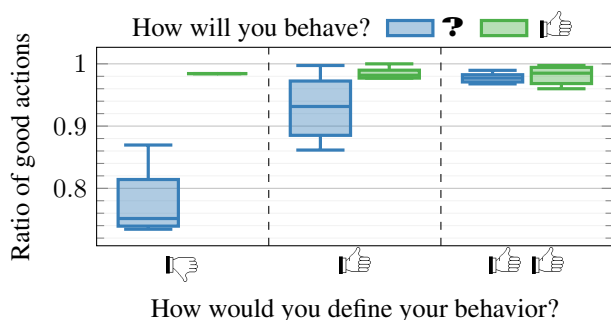 How will you behave? ? 👍
Ratio of good actions
1
0.9
0.8
👎 👍 👍👍
How would you define your behavior?